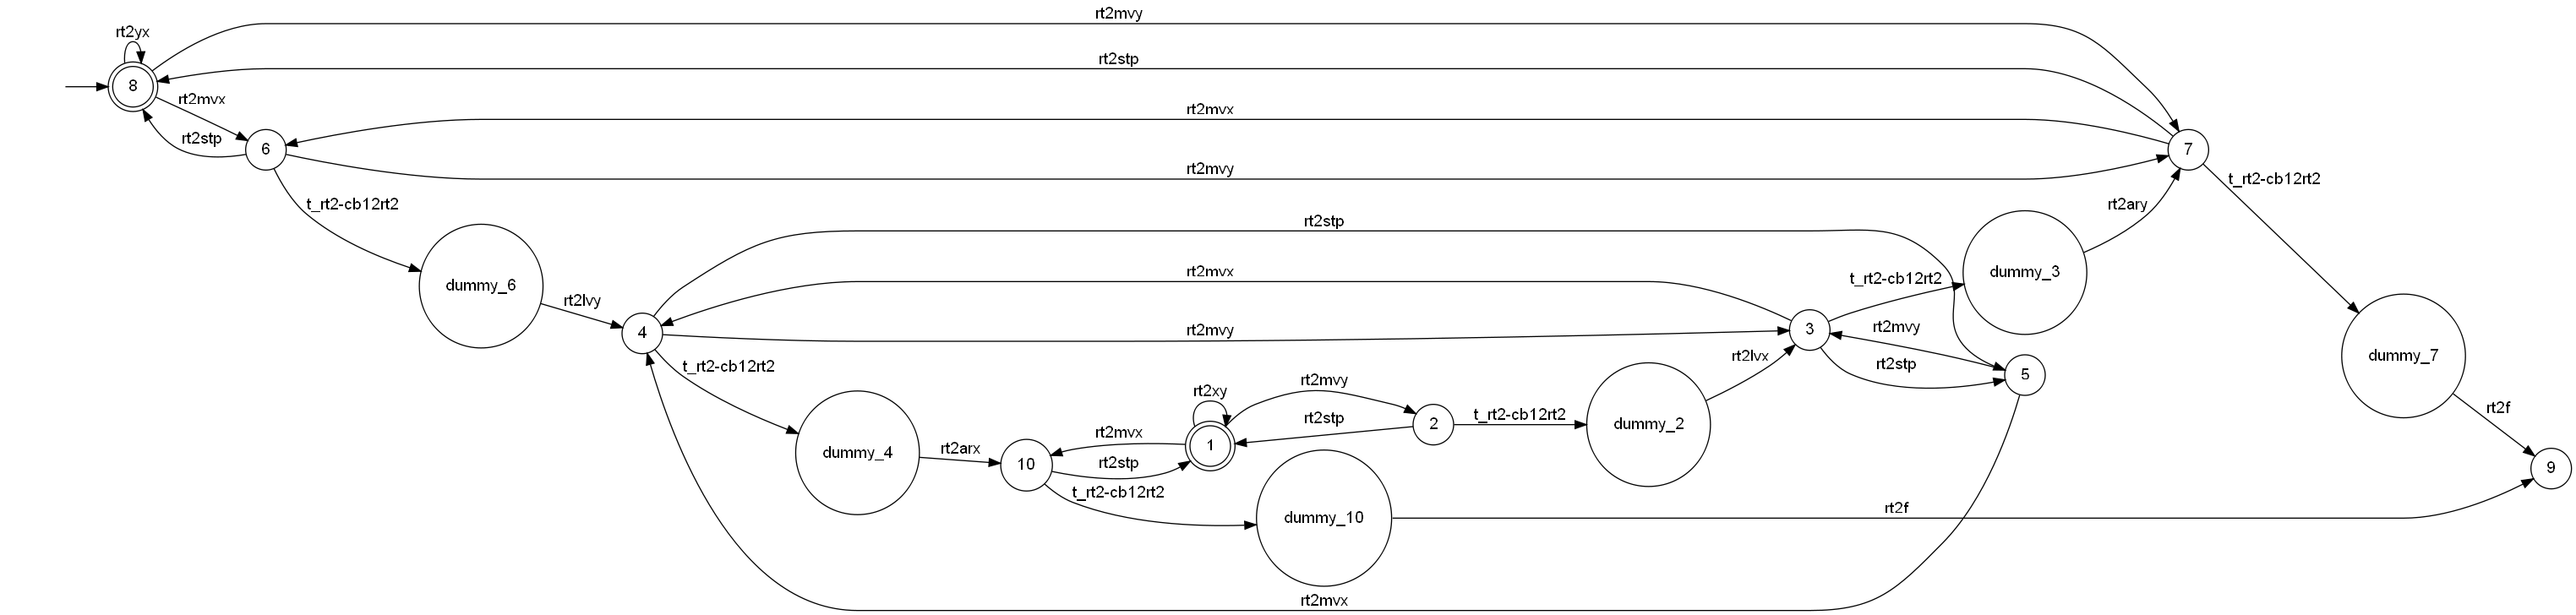 rt2mvy
rt2yx
rt2stp
8
rt2mvx
rt2mvx
rt2stp
6
7
rt2mvy
t_rt2-cb12rt2
t_rt2-cb12rt2
rt2ary
rt2stp
dummy_3
rt2mvx
t_rt2-cb12rt2
dummy_6
rt2lvy
4
rt2mvy
3
rt2mvy
dummy_7
rt2lvx
rt2stp
t_rt2-cb12rt2
5
rt2mvy
rt2xy
rt2f
t_rt2-cb12rt2
rt2stp
2
dummy_2
rt2mvx
1
dummy_4
rt2arx
10
rt2stp
9
t_rt2-cb12rt2
rt2f
dummy_10
rt2mvx